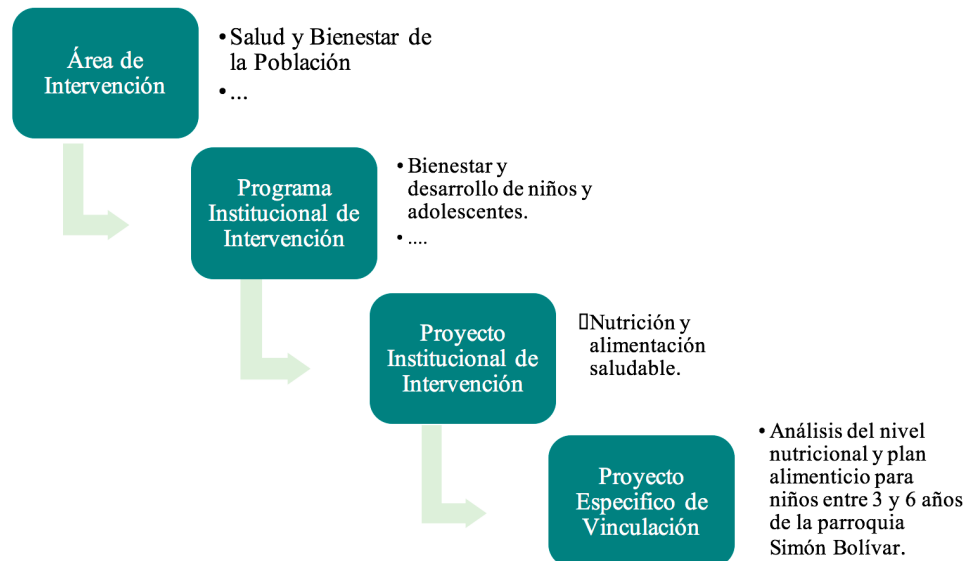 Área de
Intervención
• Salud y Bienestar de
la Población
• ...
Programa
Institucional de
Intervención
• Bienestar y
desarrollo de niños y
adolescentes.
• ....
Proyecto
Institucional de
Intervención
▯Nutrición y
alimentación
saludable.
Proyecto
Especifico de
Vinculación
• Análisis del nivel
nutricional y plan
alimenticio para
niños entre 3 y 6 años
de la parroquia
Simón Bolívar.